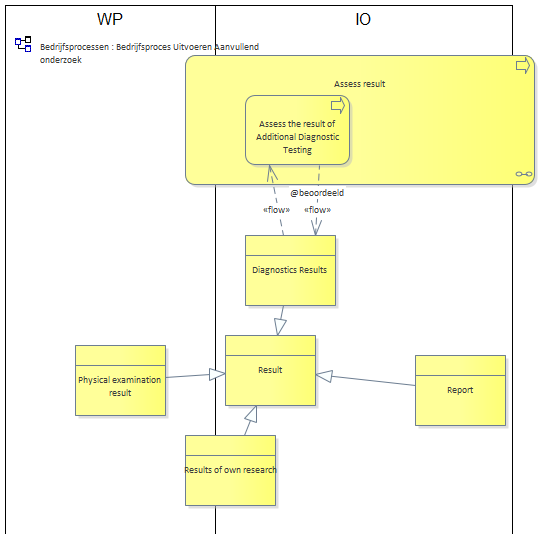 WP
IO
Bedrijfsprocessen : Bedrijfsproces Uitvoeren Aanvullend
onderzoek
Assess result
Assess the result of
Additional Diagnostic
Testing
@beoordeeld
«flow»
«flow»
Diagnostics Results
Result
Physical examination
result
Report
Results of own research